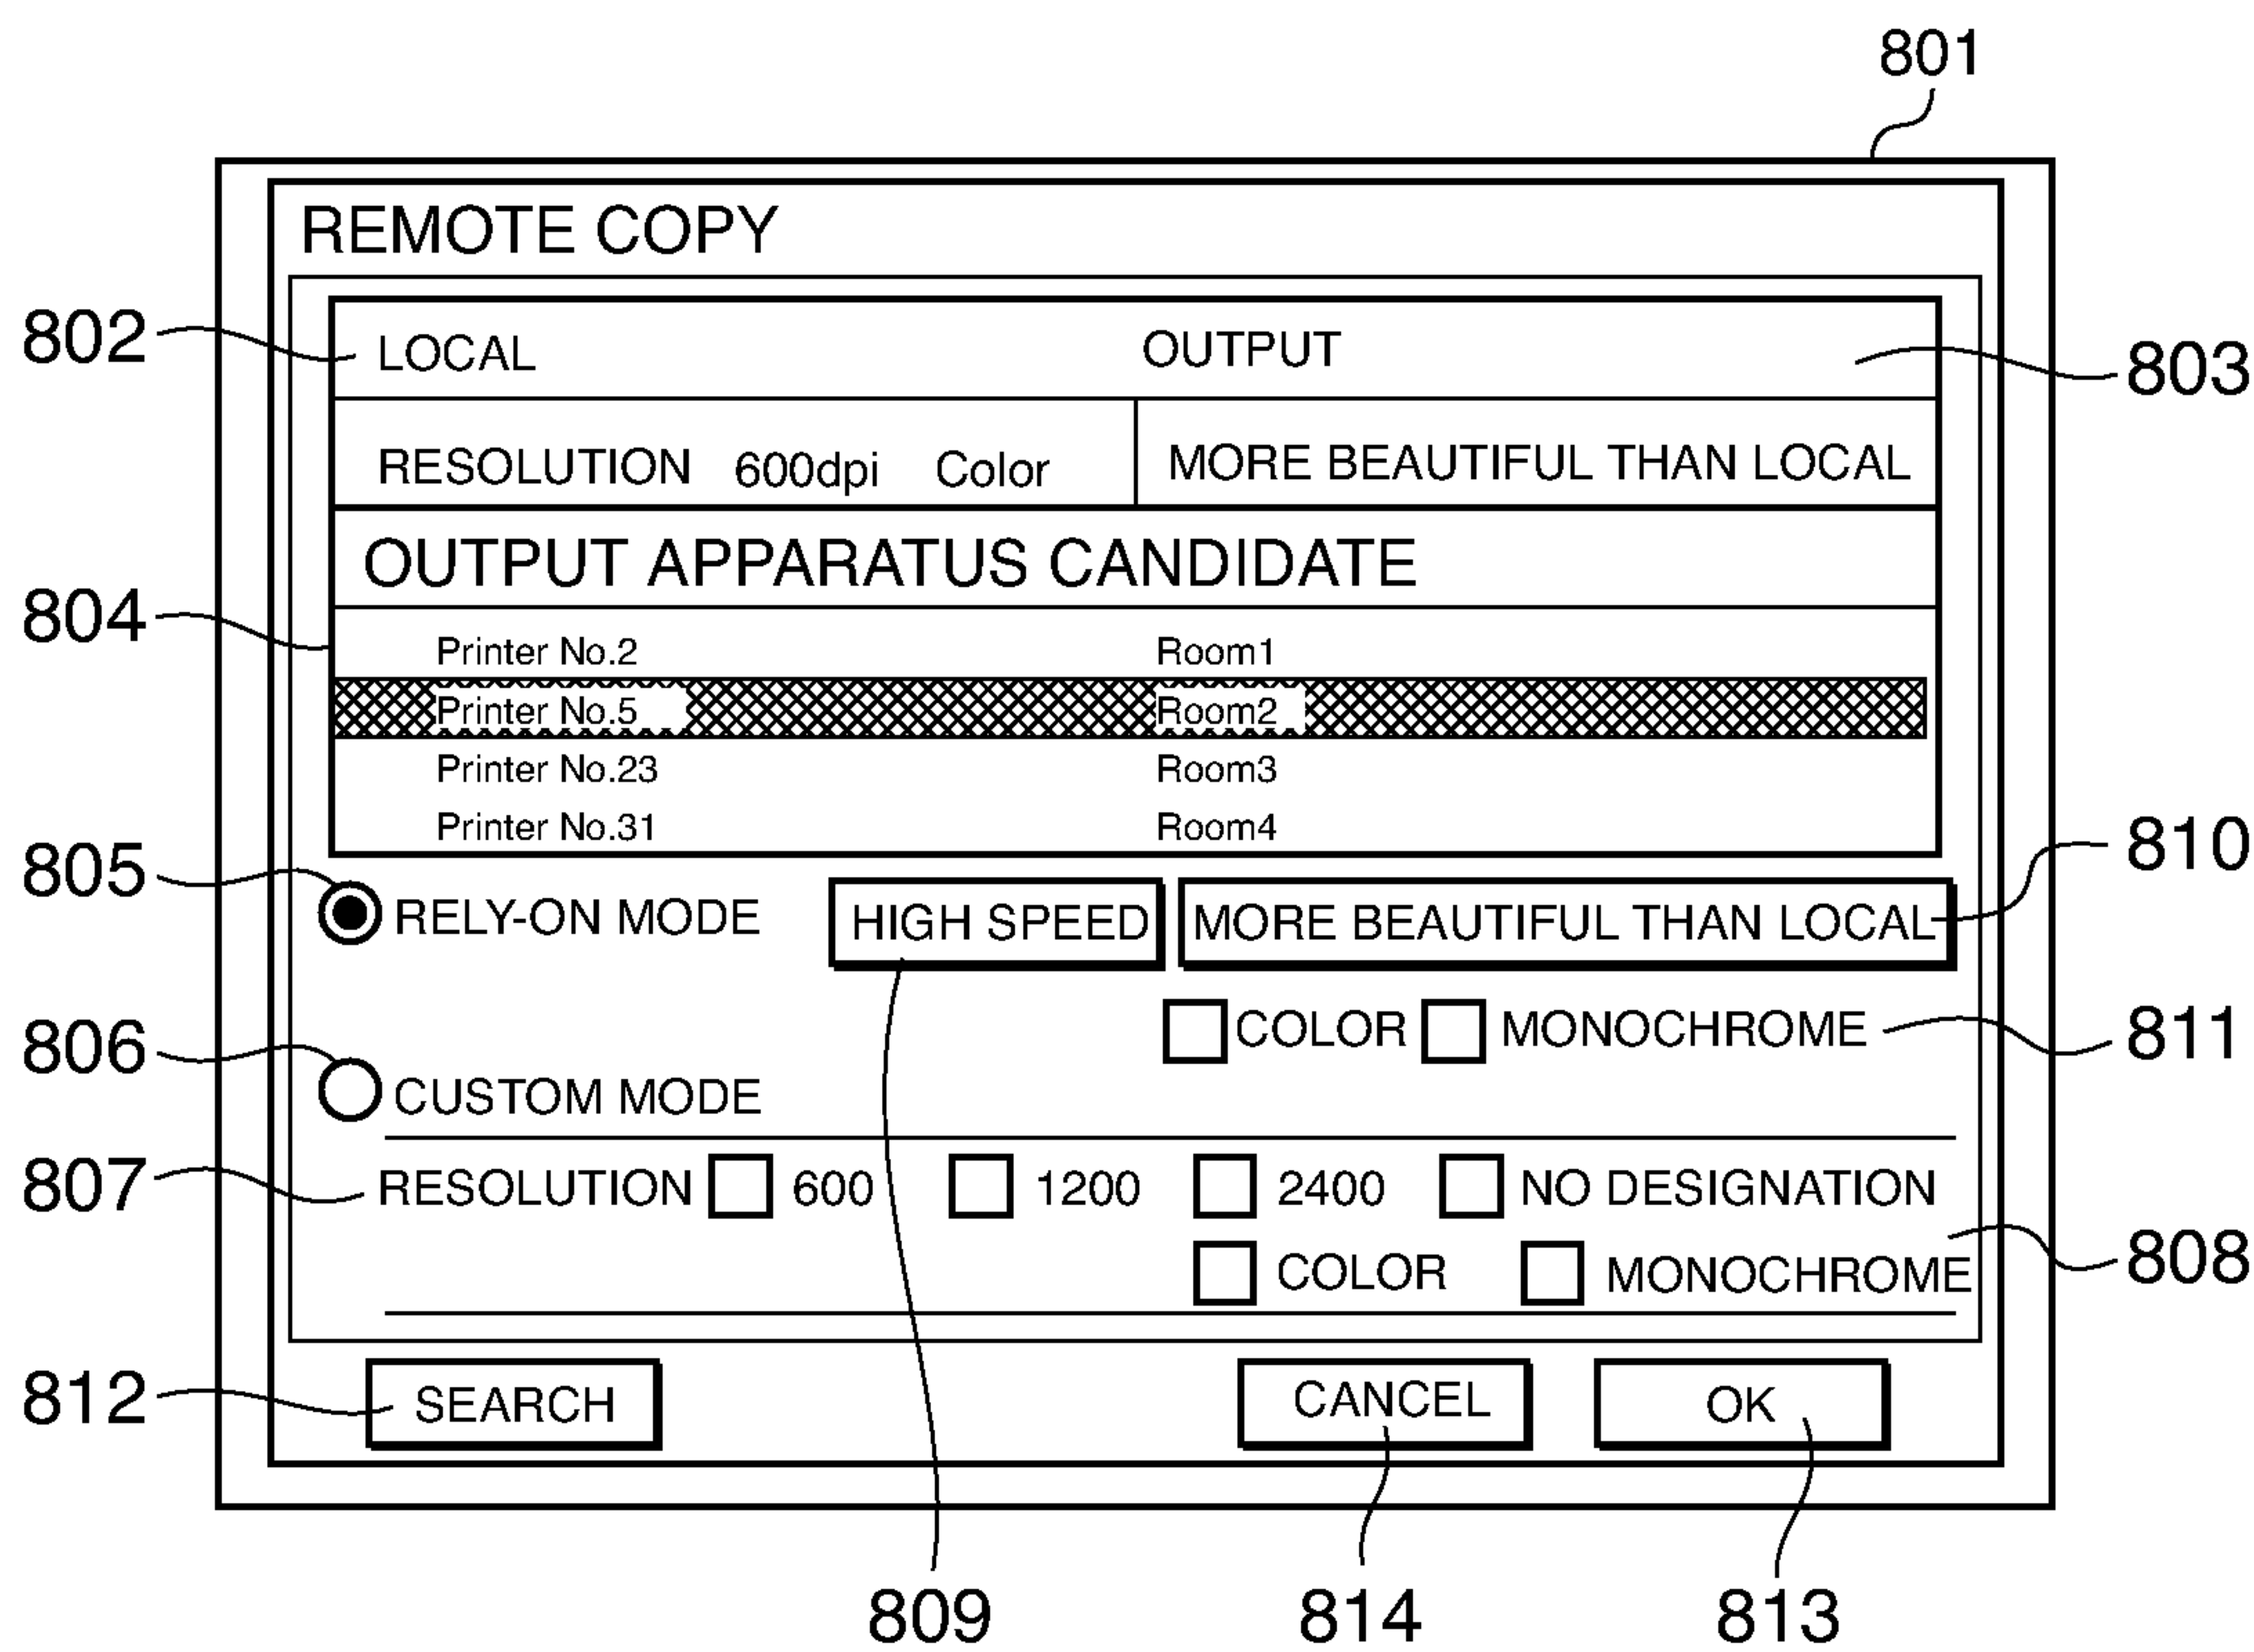 801
REMOTE COPY
802 LOCAL OUTPUT 803
RESOLUTION 600dpi Color MORE BEAUTIFUL THAN LOCAL
OUTPUT APPARATUS CANDIDATE
804
Printer No.2 Room1
Printer No.5 Room2
Printer No.23 Room3
Printer No.31 Room4
810
805 RELY-ON MODE HIGH SPEED MORE BEAUTIFUL THAN LOCAL
COLOR MONOCHROME 811
806 CUSTOM MODE
807 RESOLUTION 600 1200 2400 NO DESIGNATION
COLOR MONOCHROME 808
812 SEARCH CANCEL OK
809 814 813